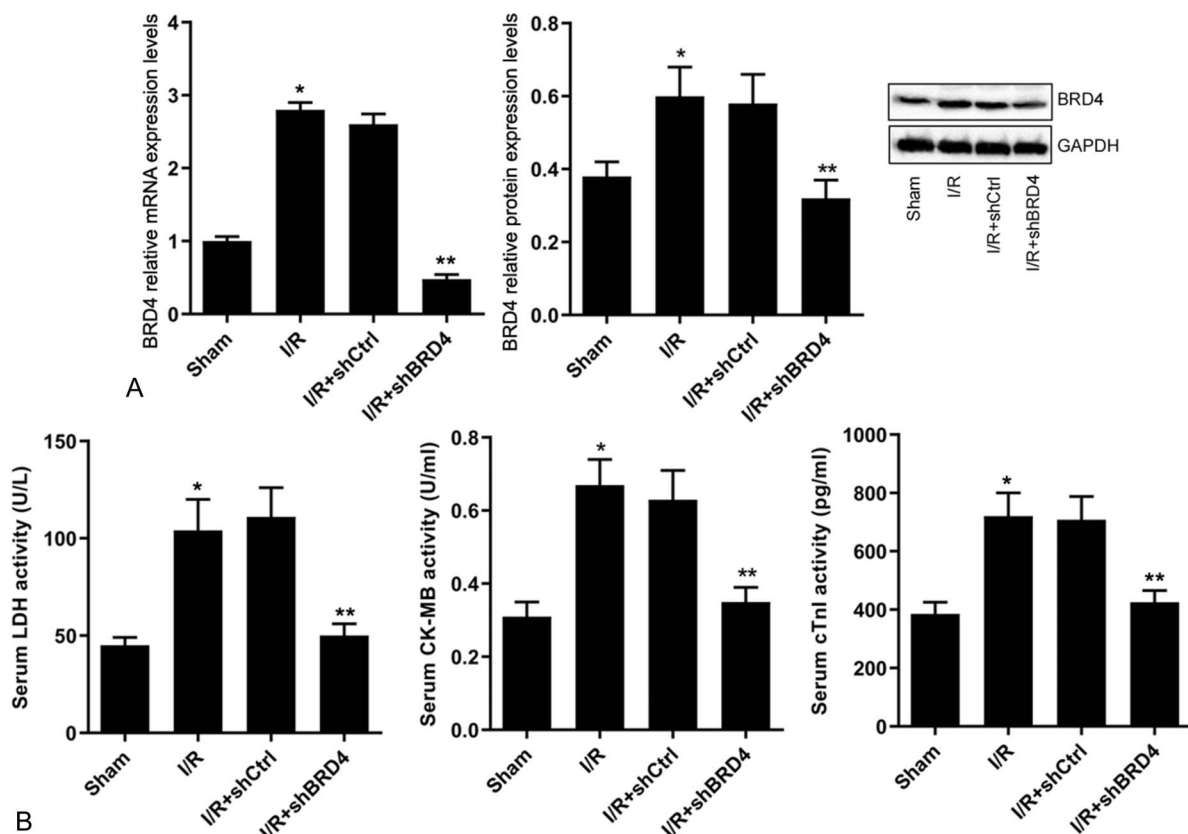 BRD4 relative mRNA expression levels
4
3
2
1
0
*
**
Sham
I/R
I/R+shCtrl
I/R+shBRD4
BRD4 relative protein expression levels
0.8
0.6
0.4
0.2
0.0
*
**
Sham
I/R
I/R+shCtrl
I/R+shBRD4
BRD4
GAPDH
Sham
I/R
I/R+shCtrl
I/R+shBRD4
A
Serum LDH activity (U/L)
150
100
50
0
*
**
Sham
I/R
I/R+shCtrl
I/R+shBRD4
Serum CK-MB activity (U/ml)
0.8
0.6
0.4
0.2
0.0
*
**
Sham
I/R
I/R+shCtrl
I/R+shBRD4
Serum cTnI activity (pg/ml)
1000
800
600
400
200
0
*
**
Sham
I/R
I/R+shCtrl
I/R+shBRD4
B